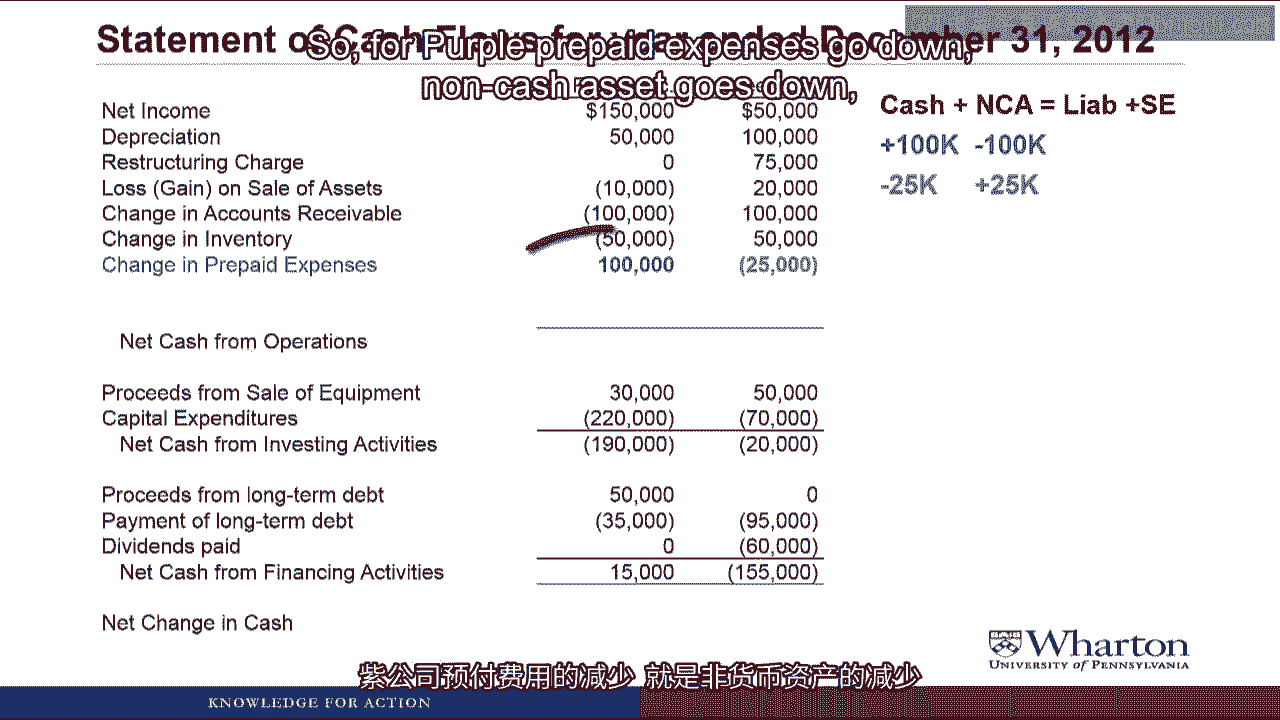 Statement of Cash Flows for year ended December 31, 2012
So, for Purple prepaid expenses go down,
non-cash asset goes down,
Net Income $150,000 $50,000
Depreciation 50,000 100,000
Restructuring Charge 0 75,000
Loss (Gain) on Sale of Assets (10,000) 20,000
Change in Accounts Receivable (100,000) 100,000
Change in Inventory (50,000) 50,000
Change in Prepaid Expenses 100,000 (25,000)
Net Cash from Operations
Proceeds from Sale of Equipment 30,000 50,000
Capital Expenditures (220,000) (70,000)
Net Cash from Investing Activities (190,000) (20,000)
Proceeds from long-term debt 50,000 0
Payment of long-term debt (35,000) (95,000)
Dividends paid 0 (60,000)
Net Cash from Financing Activities 15,000 (155,000)
Net Change in Cash
Cash + NCA = Liab +SE
+100K -100K
-25K +25K
Wharton
UNIVERSITY of PENNSYLVANIA
紫公司预付费用的减少 就是非货币资产的减少
KNOWLEDGE FOR ACTION